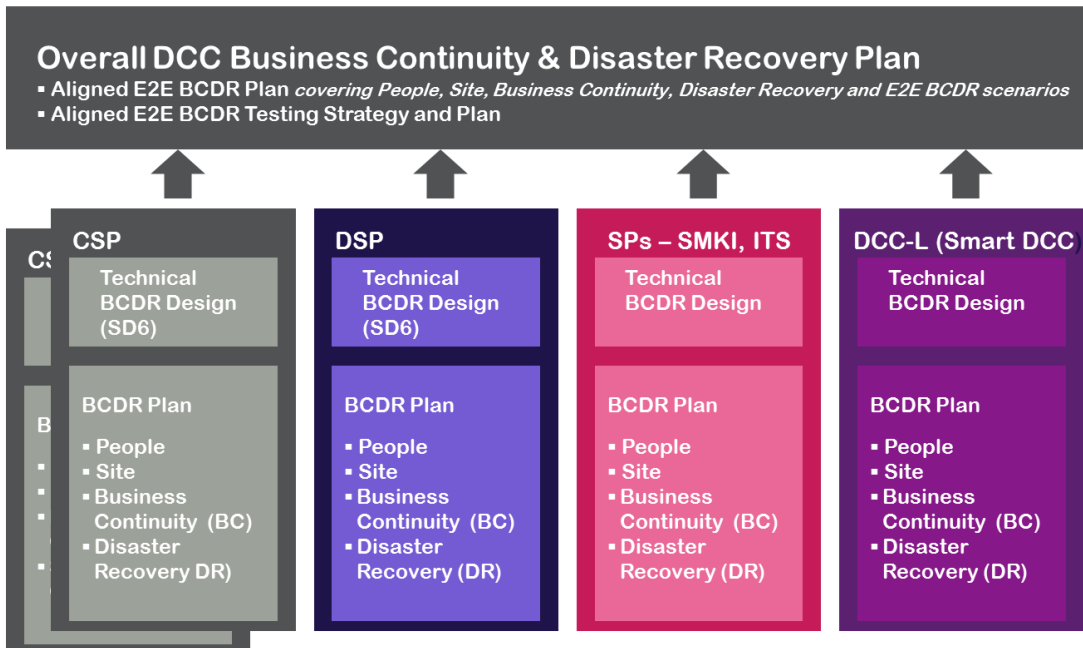 Overall DCC Business Continuity & Disaster Recovery Plan
▪ Aligned E2E BCDR Plan covering People, Site, Business Continuity, Disaster Recovery and E2E BCDR scenarios
▪ Aligned E2E BCDR Testing Strategy and Plan
CS
B
CSP
Technical
BCDR Design
(SD6)
BCDR Plan
▪ People
▪ Site
▪ Business
Continuity (BC)
▪ Disaster
Recovery DR)
DSP
Technical
BCDR Design
(SD6)
BCDR Plan
▪ People
▪ Site
▪ Business
Continuity (BC)
▪ Disaster
Recovery (DR)
SPs – SMKI, ITS
Technical
BCDR Design
BCDR Plan
▪ People
▪ Site
▪ Business
Continuity (BC)
▪ Disaster
Recovery (DR)
DCC-L (Smart DCC)
Technical
BCDR Design
BCDR Plan
▪ People
▪ Site
▪ Business
Continuity (BC)
▪ Disaster
Recovery (DR)